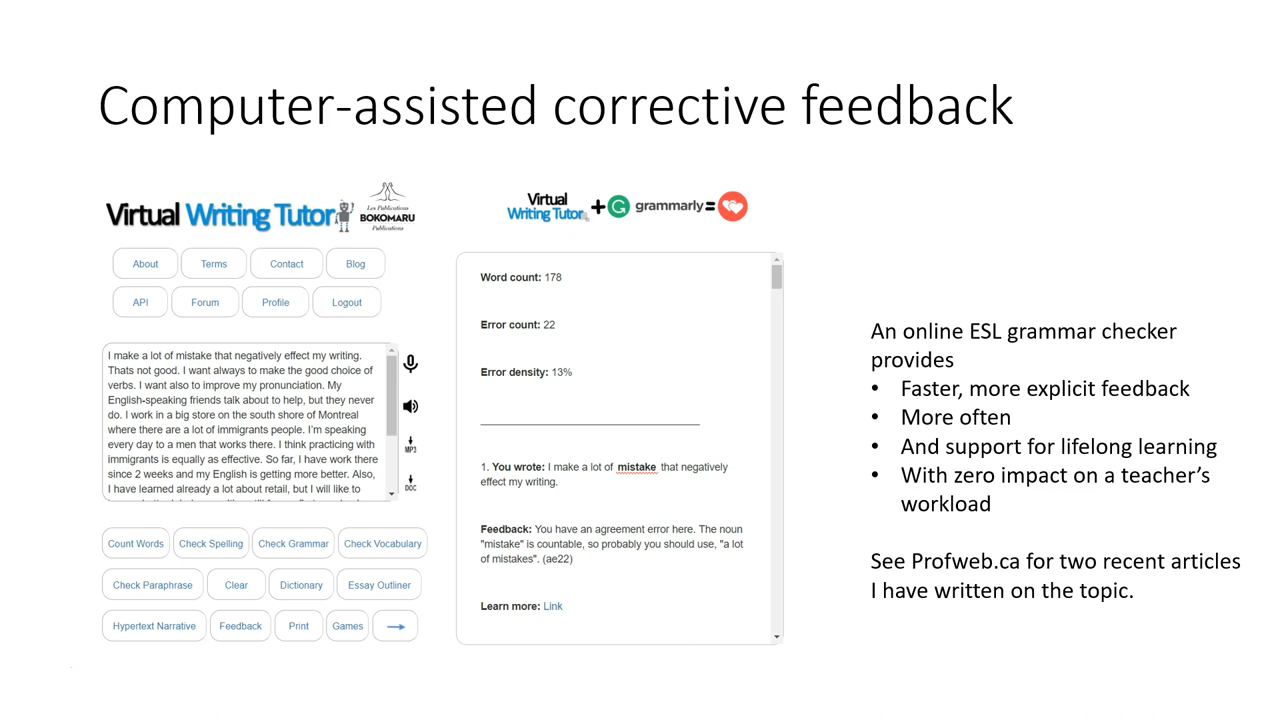 Computer-assisted corrective feedback
Virtual Writing Tutor
Les Publications
BOKOMARU
Publications
About
Terms
Contact
Blog
API
Forum
Profile
Logout
I make a lot of mistake that negatively effect my writing.
Thats not good. I want always to make the good choice of
verbs. I want also to improve my pronunciation. My
English-speaking friends talk about to help, but they never
do. I work in a big store on the south shore of Montreal
where there are a lot of immigrants people. I'm speaking
every day to a men that works there. I think practicing with
immigrants is equally as effective. So far, I have work there
since 2 weeks and my English is getting more better. Also,
I have learned already a lot about retail, but I will like to
MP3
DOC
Count Words
Check Spelling
Check Grammar
Check Vocabulary
Check Paraphrase
Clear
Dictionary
Essay Outliner
Hypertext Narrative
Feedback
Print
Games
Virtual
Writing Tutor
+ G grammarly =
Word count: 178
Error count: 22
Error density: 13%
1. You wrote: I make a lot of mistake that negatively
effect my writing.
Feedback: You have an agreement error here. The noun
"mistake" is countable, so probably you should use, "a lot
of mistakes". (ae22)
Learn more: Link
An online ESL grammar checker
provides
• Faster, more explicit feedback
• More often
• And support for lifelong learning
• With zero impact on a teacher's
workload
See Profweb.ca for two recent articles
I have written on the topic.